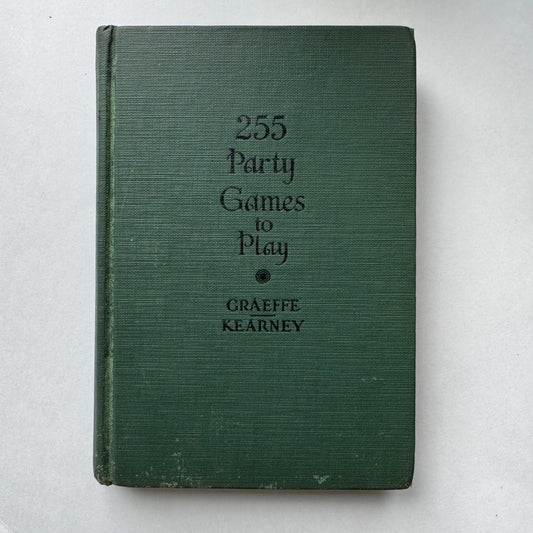 255
Party
Games
to
Play
GRAEFFE
KEARNEY